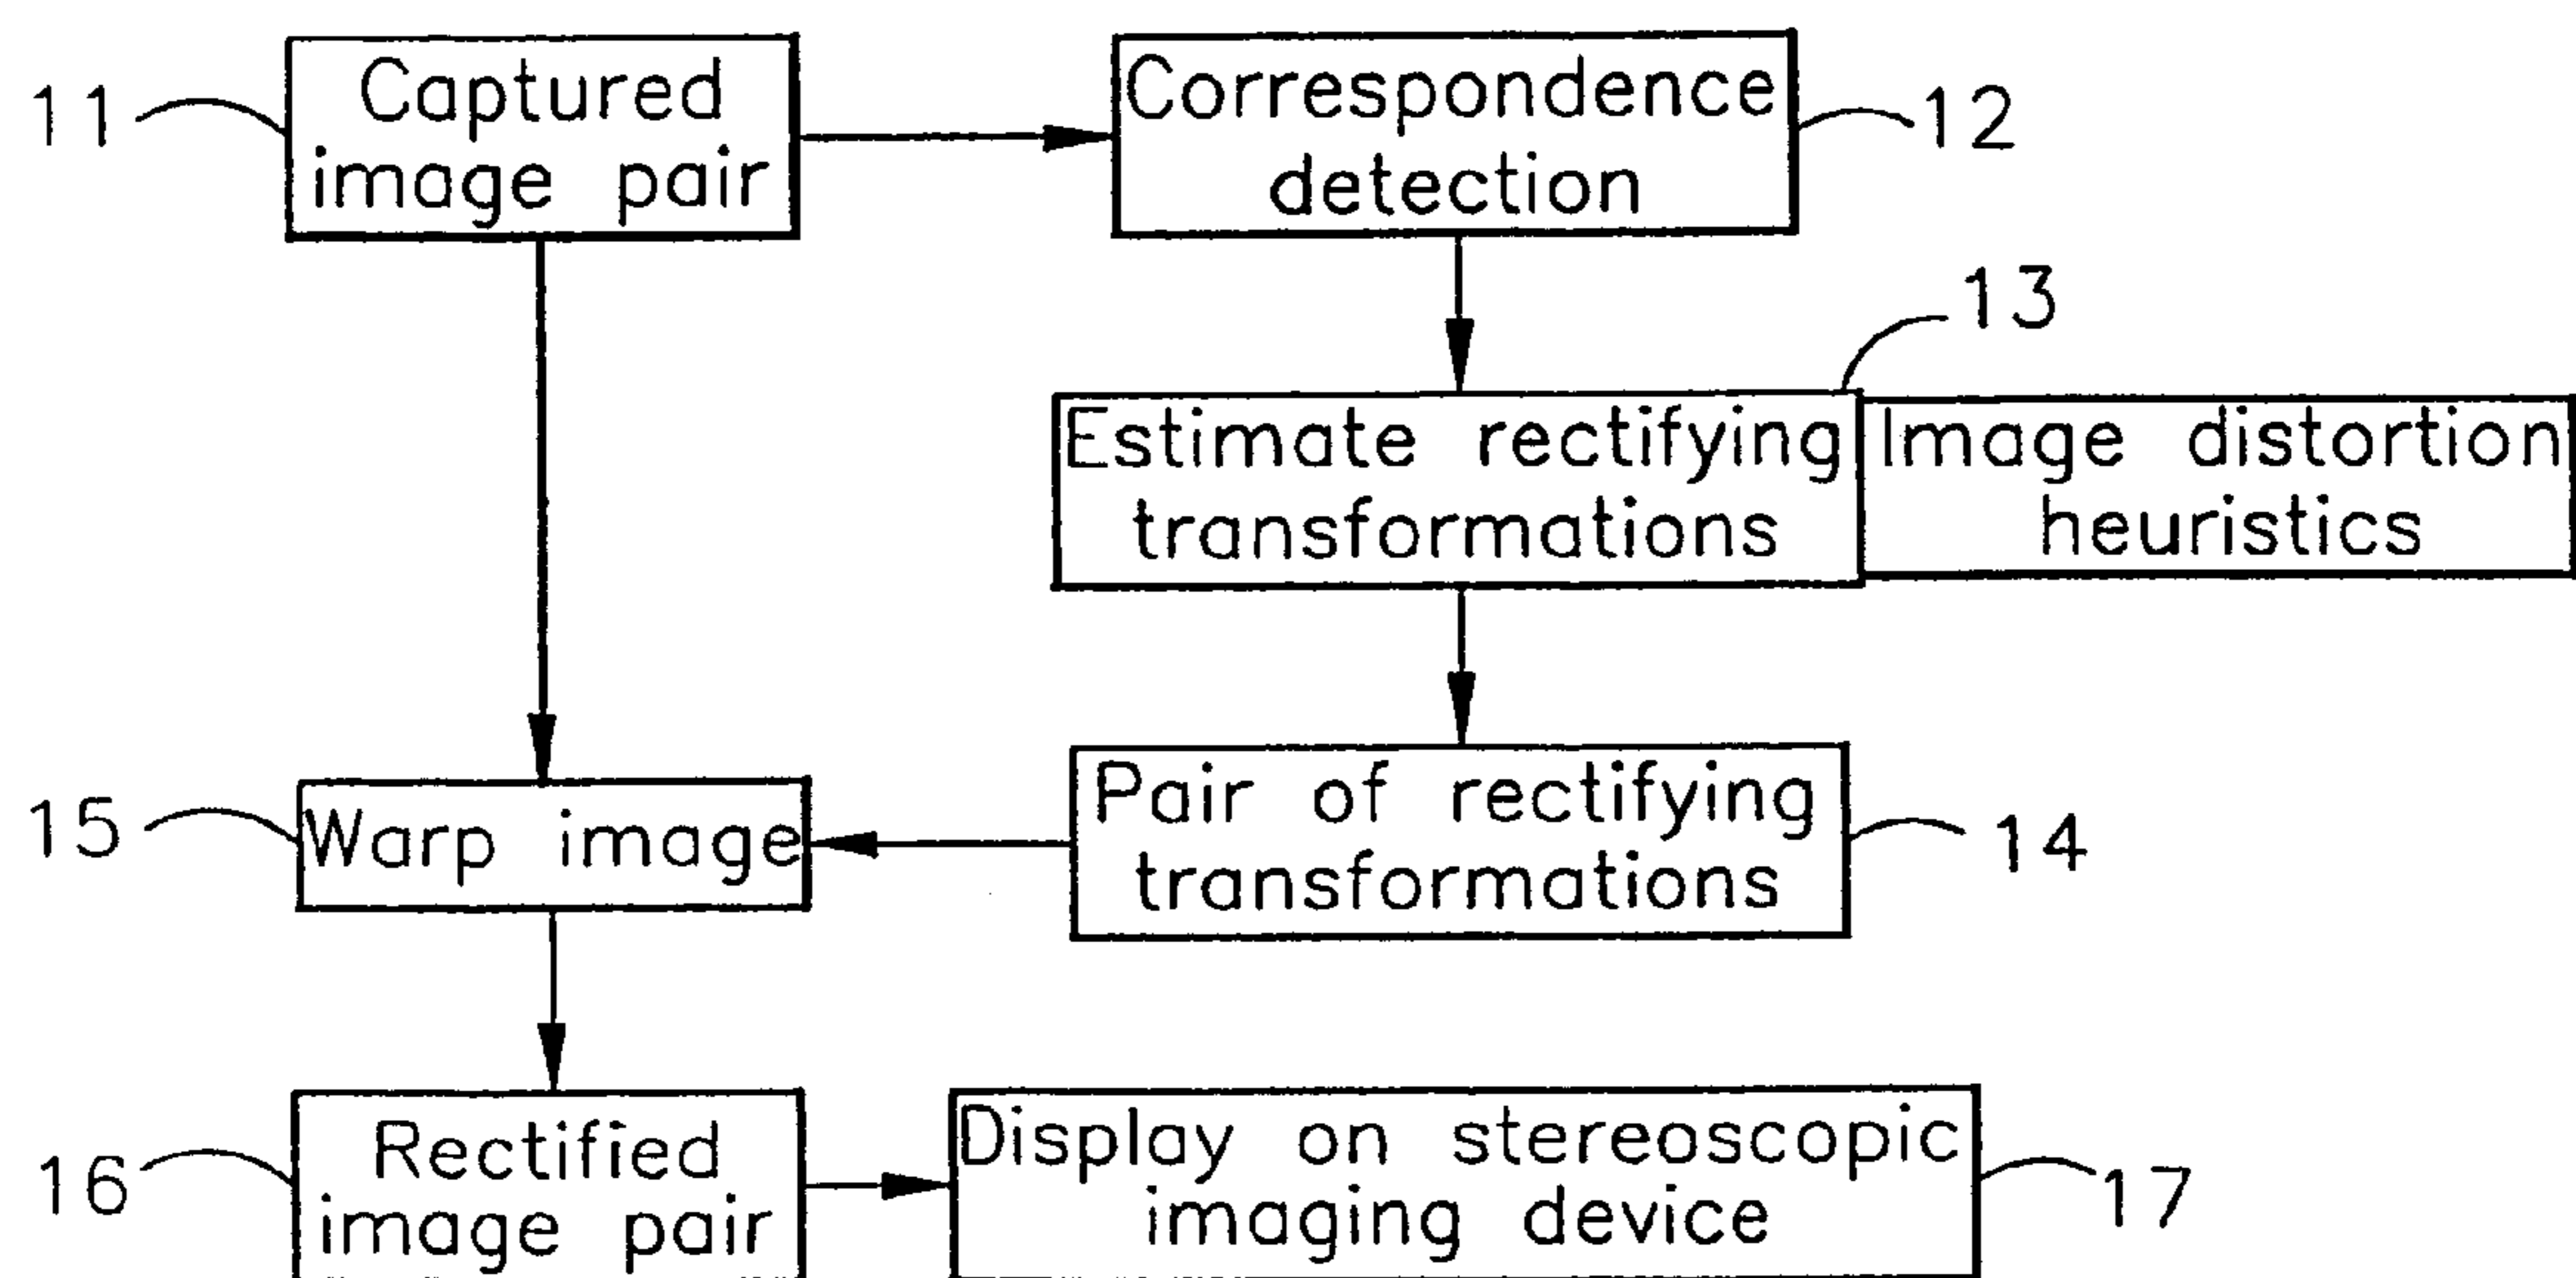 11
Captured
image pair
Correspondence
detection
12
13
Estimate rectifying
transformations
Image distortion
heuristics
15
Warp image
Pair of rectifying
transformations
14
16
Rectified
image pair
Display on stereoscopic
imaging device
17